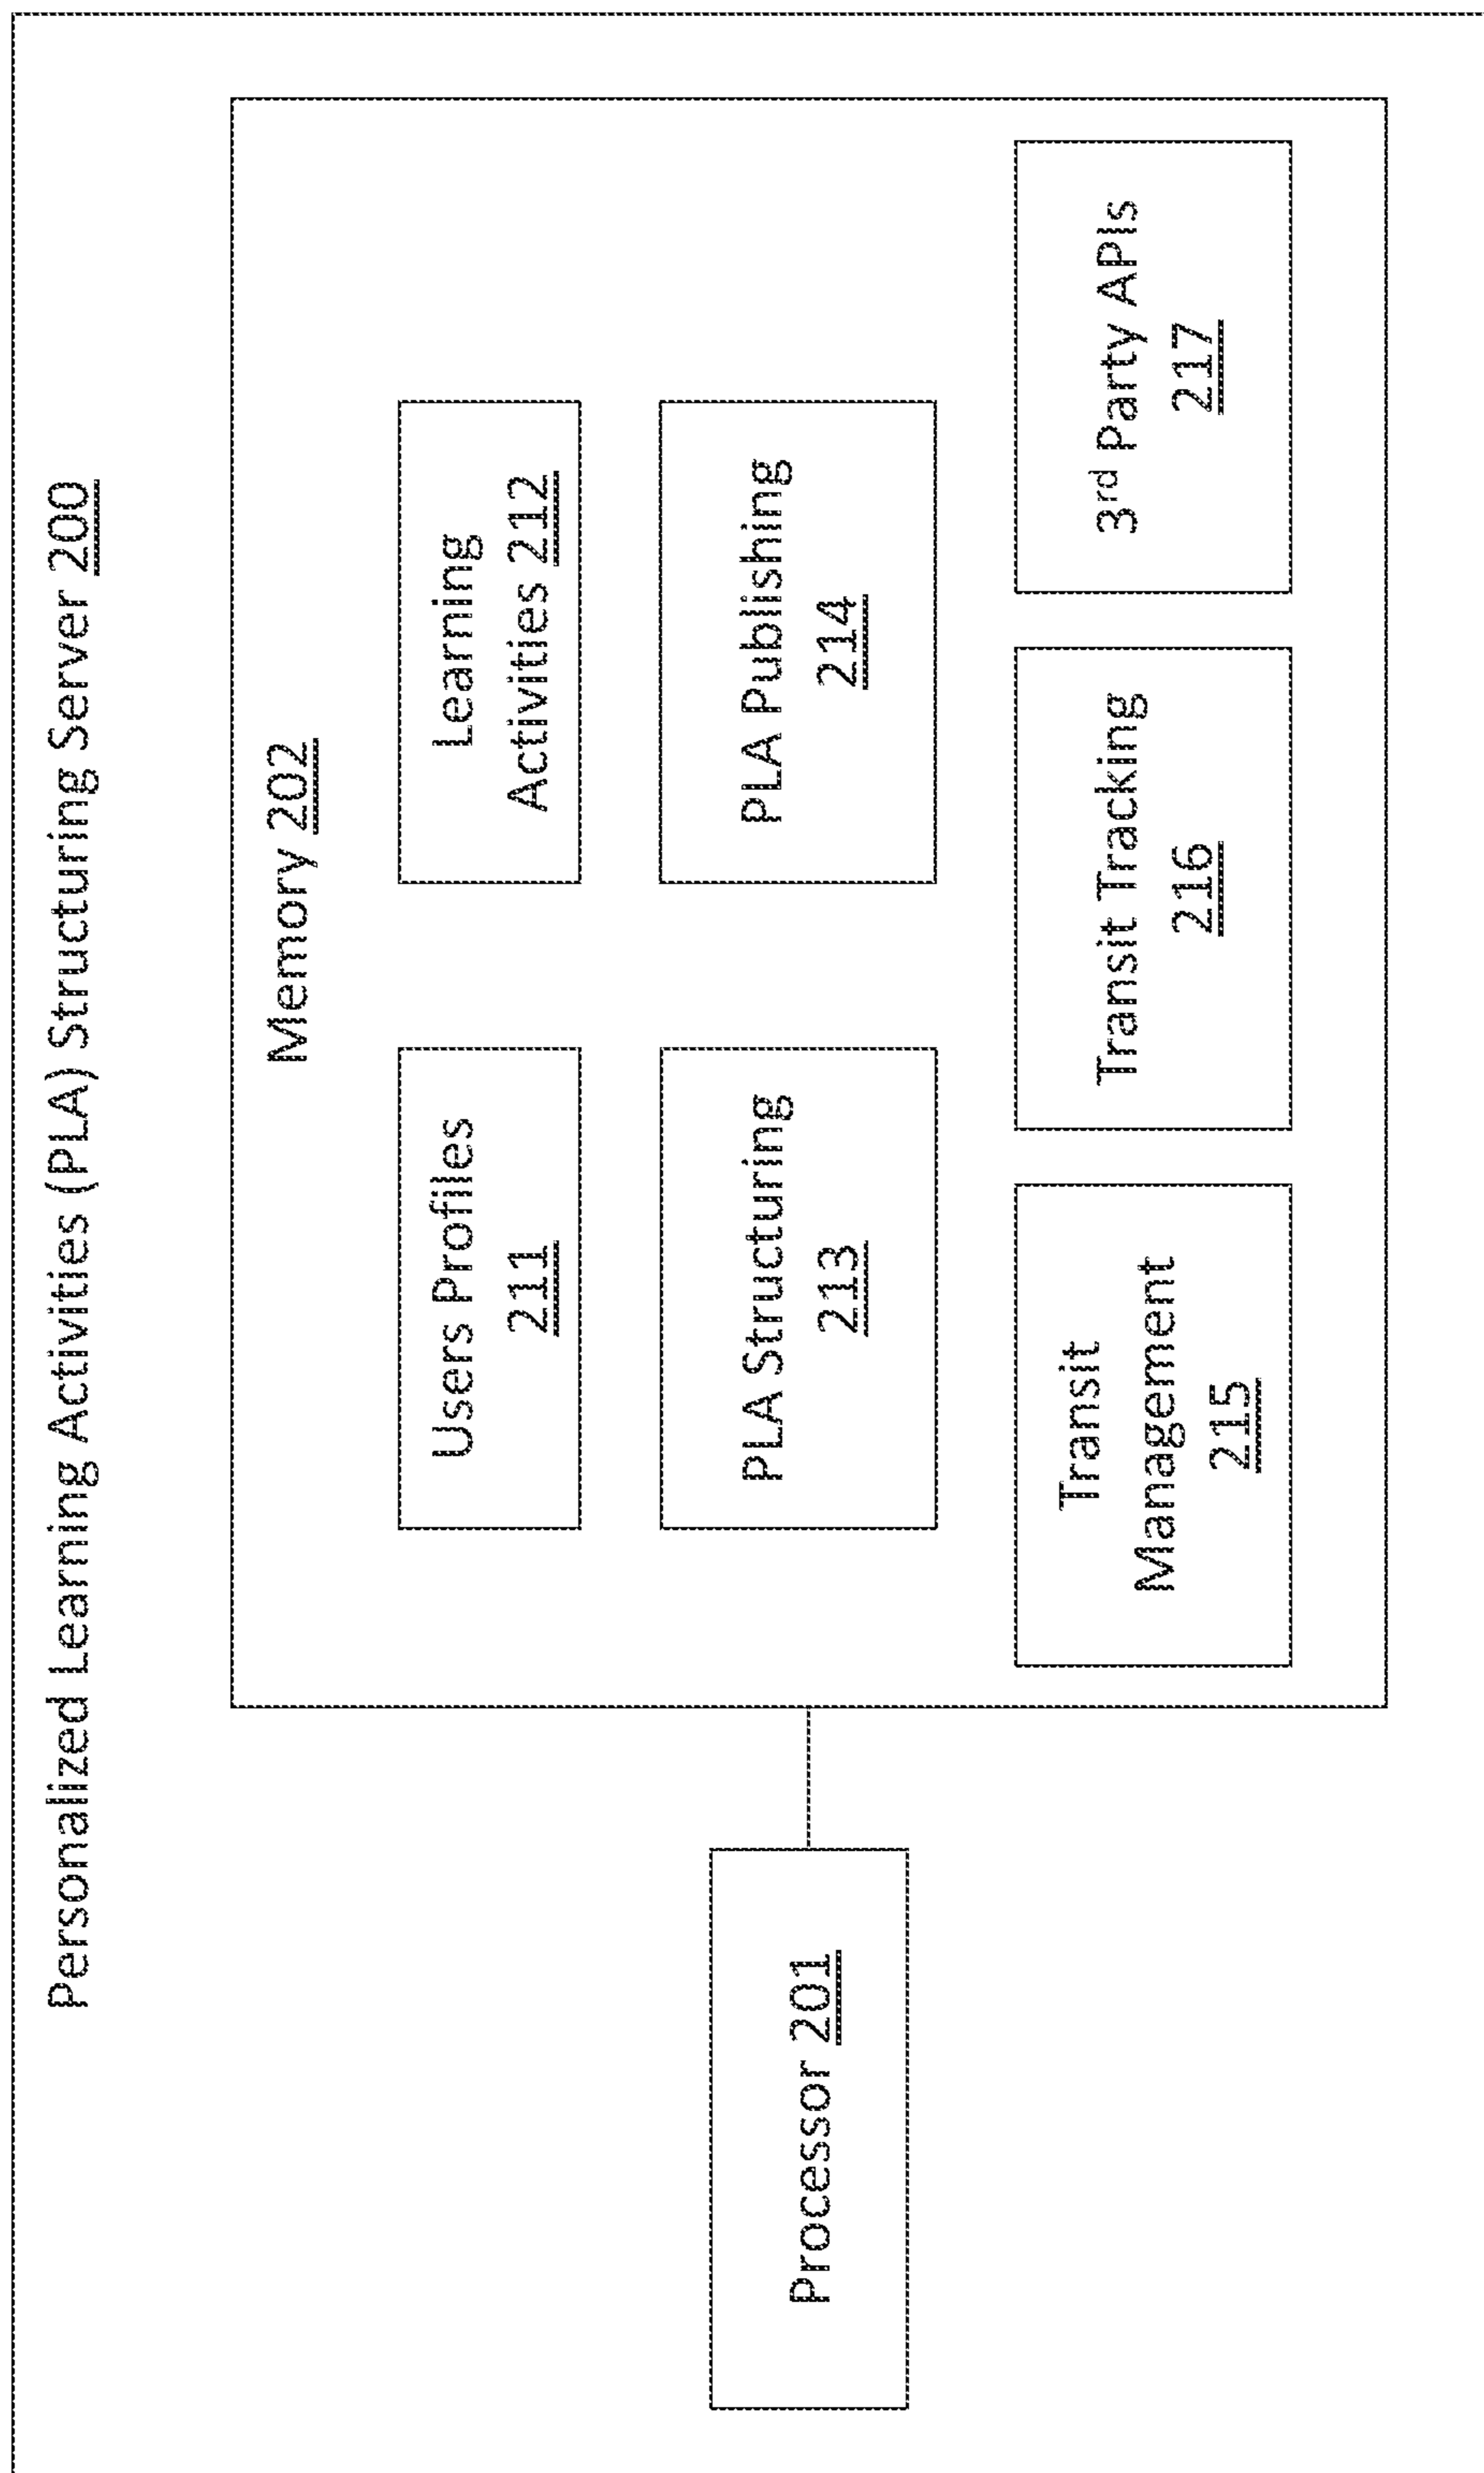 Personalized Learning Activities (PLA) Structuring Server 200
Memory 202
Users Profiles
211
Learning
Activities 212
PLA Structuring
213
PLA Publishing
214
Processor 201
Transit
Management
215
Transit Tracking
216
3rd Party APIs
217